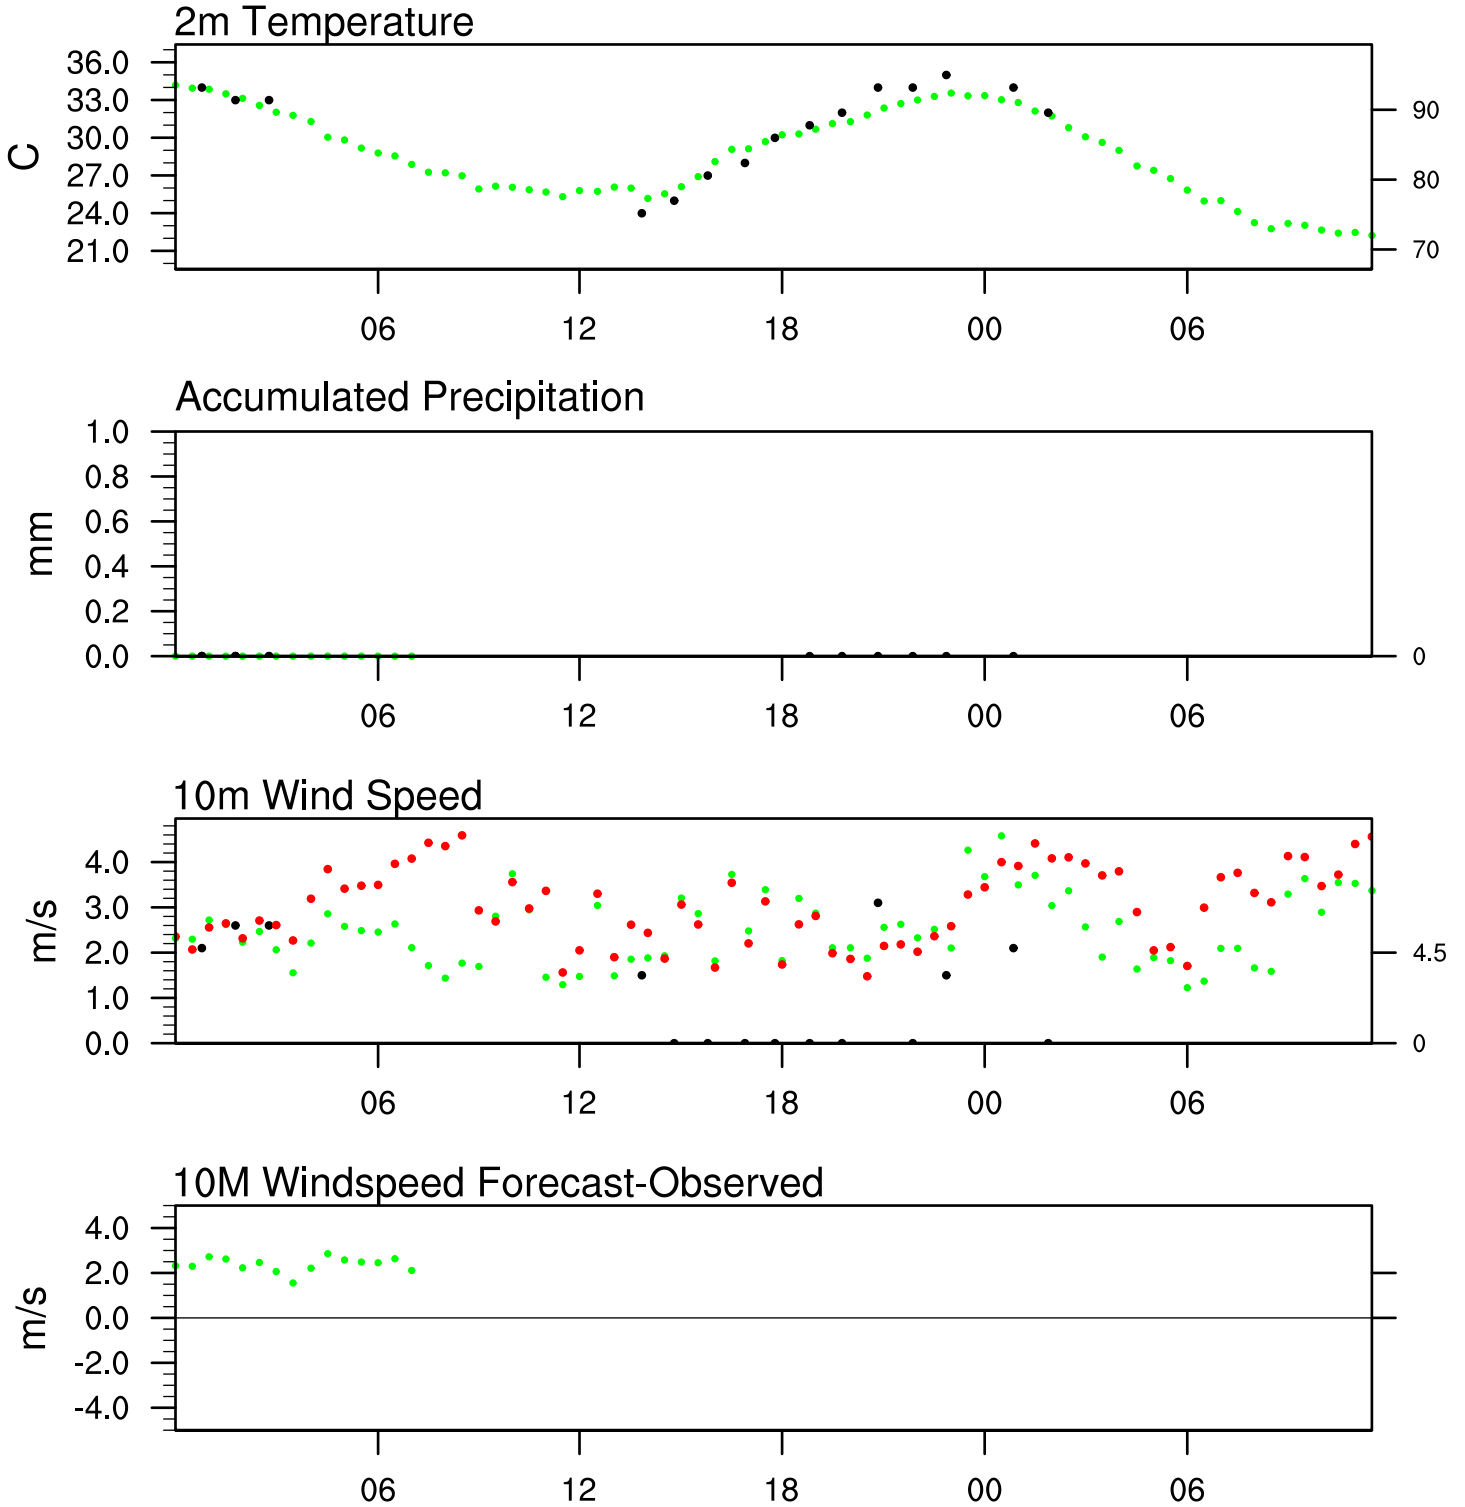 2m Temperature
36.0
33.0
90
30.0
C
27.0
80
24.0
21.0
70
06 12 18 00 06
Accumulated Precipitation
1.0
0.8
0.6
mm
0.4
0.2
0.0
0
06 12 18 00 06
10m Wind Speed
4.0
3.0
m/s
2.0
4.5
1.0
0.0
0
06 12 18 00 06
10M Windspeed Forecast-Observed
4.0
2.0
m/s
0.0
-2.0
-4.0
06 12 18 00 06